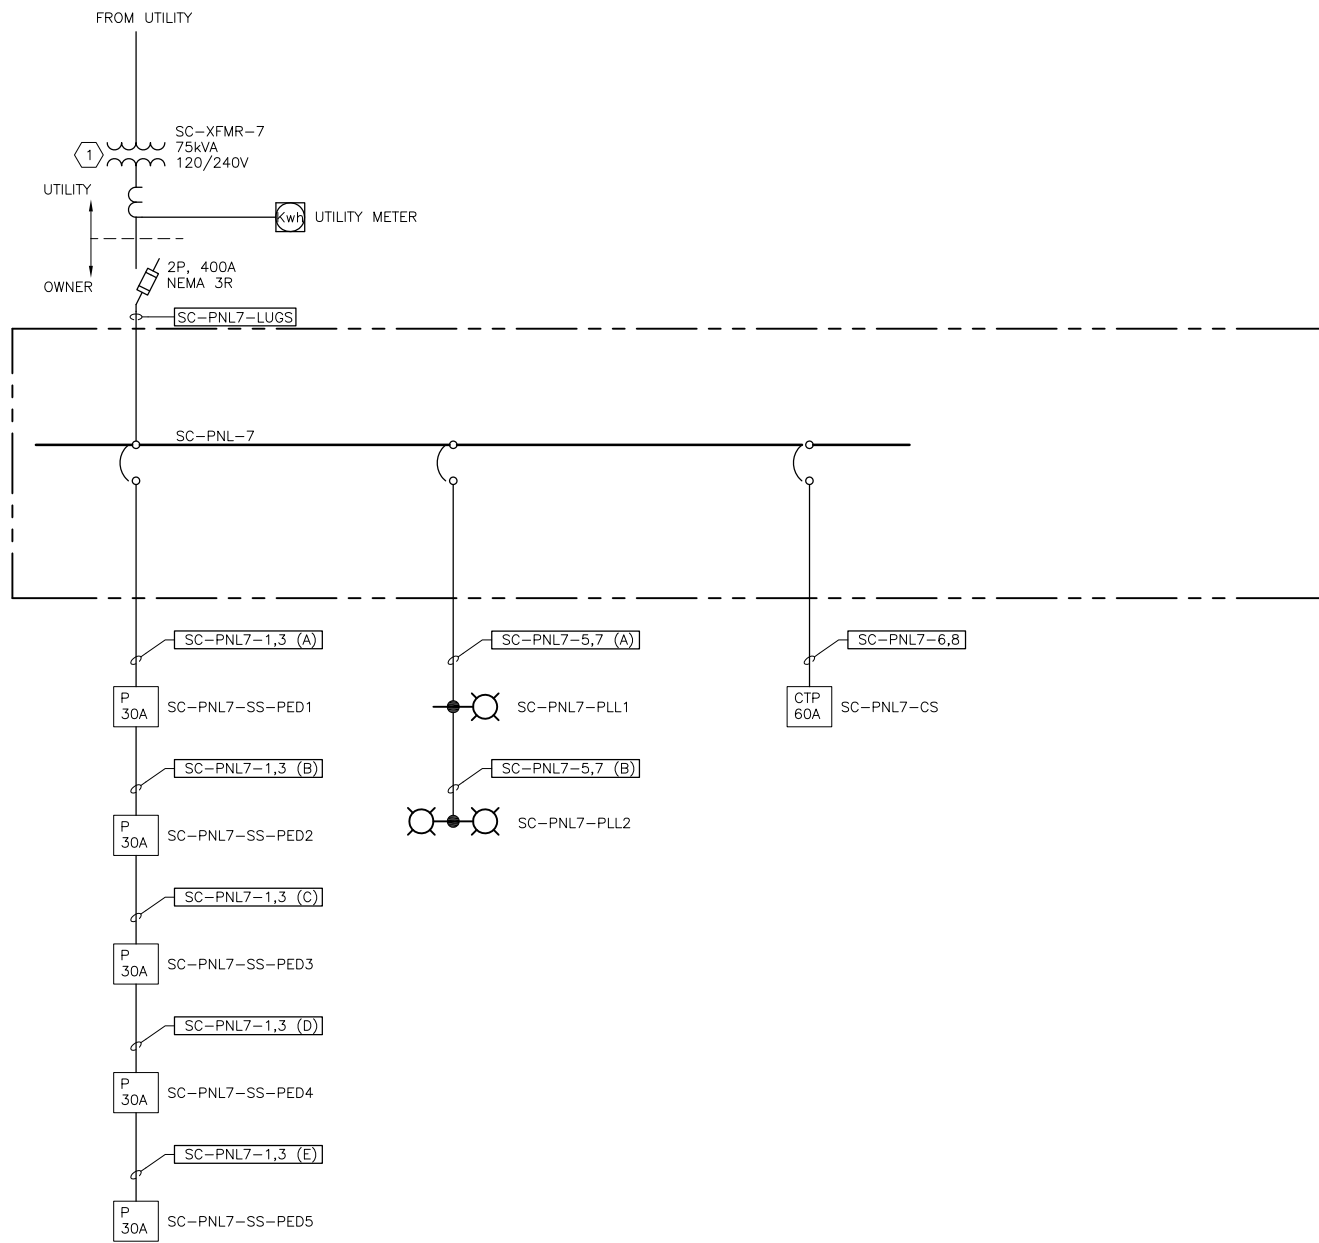 FROM UTILITY
SC-XFMR-7
75kVA
120/240V
1
UTILITY
Kwh UTILITY METER
OWNER
2P, 400A
NEMA 3R
SC-PNL7-LUGS
SC-PNL-7
SC-PNL7-1,3 (A)
SC-PNL7-5,7 (A)
SC-PNL7-6,8
P
30A
SC-PNL7-SS-PED1
SC-PNL7-PLL1
CTP
60A
SC-PNL7-CS
SC-PNL7-1,3 (B)
SC-PNL7-5,7 (B)
P
30A
SC-PNL7-SS-PED2
SC-PNL7-PLL2
SC-PNL7-1,3 (C)
P
30A
SC-PNL7-SS-PED3
SC-PNL7-1,3 (D)
P
30A
SC-PNL7-SS-PED4
SC-PNL7-1,3 (E)
P
30A
SC-PNL7-SS-PED5